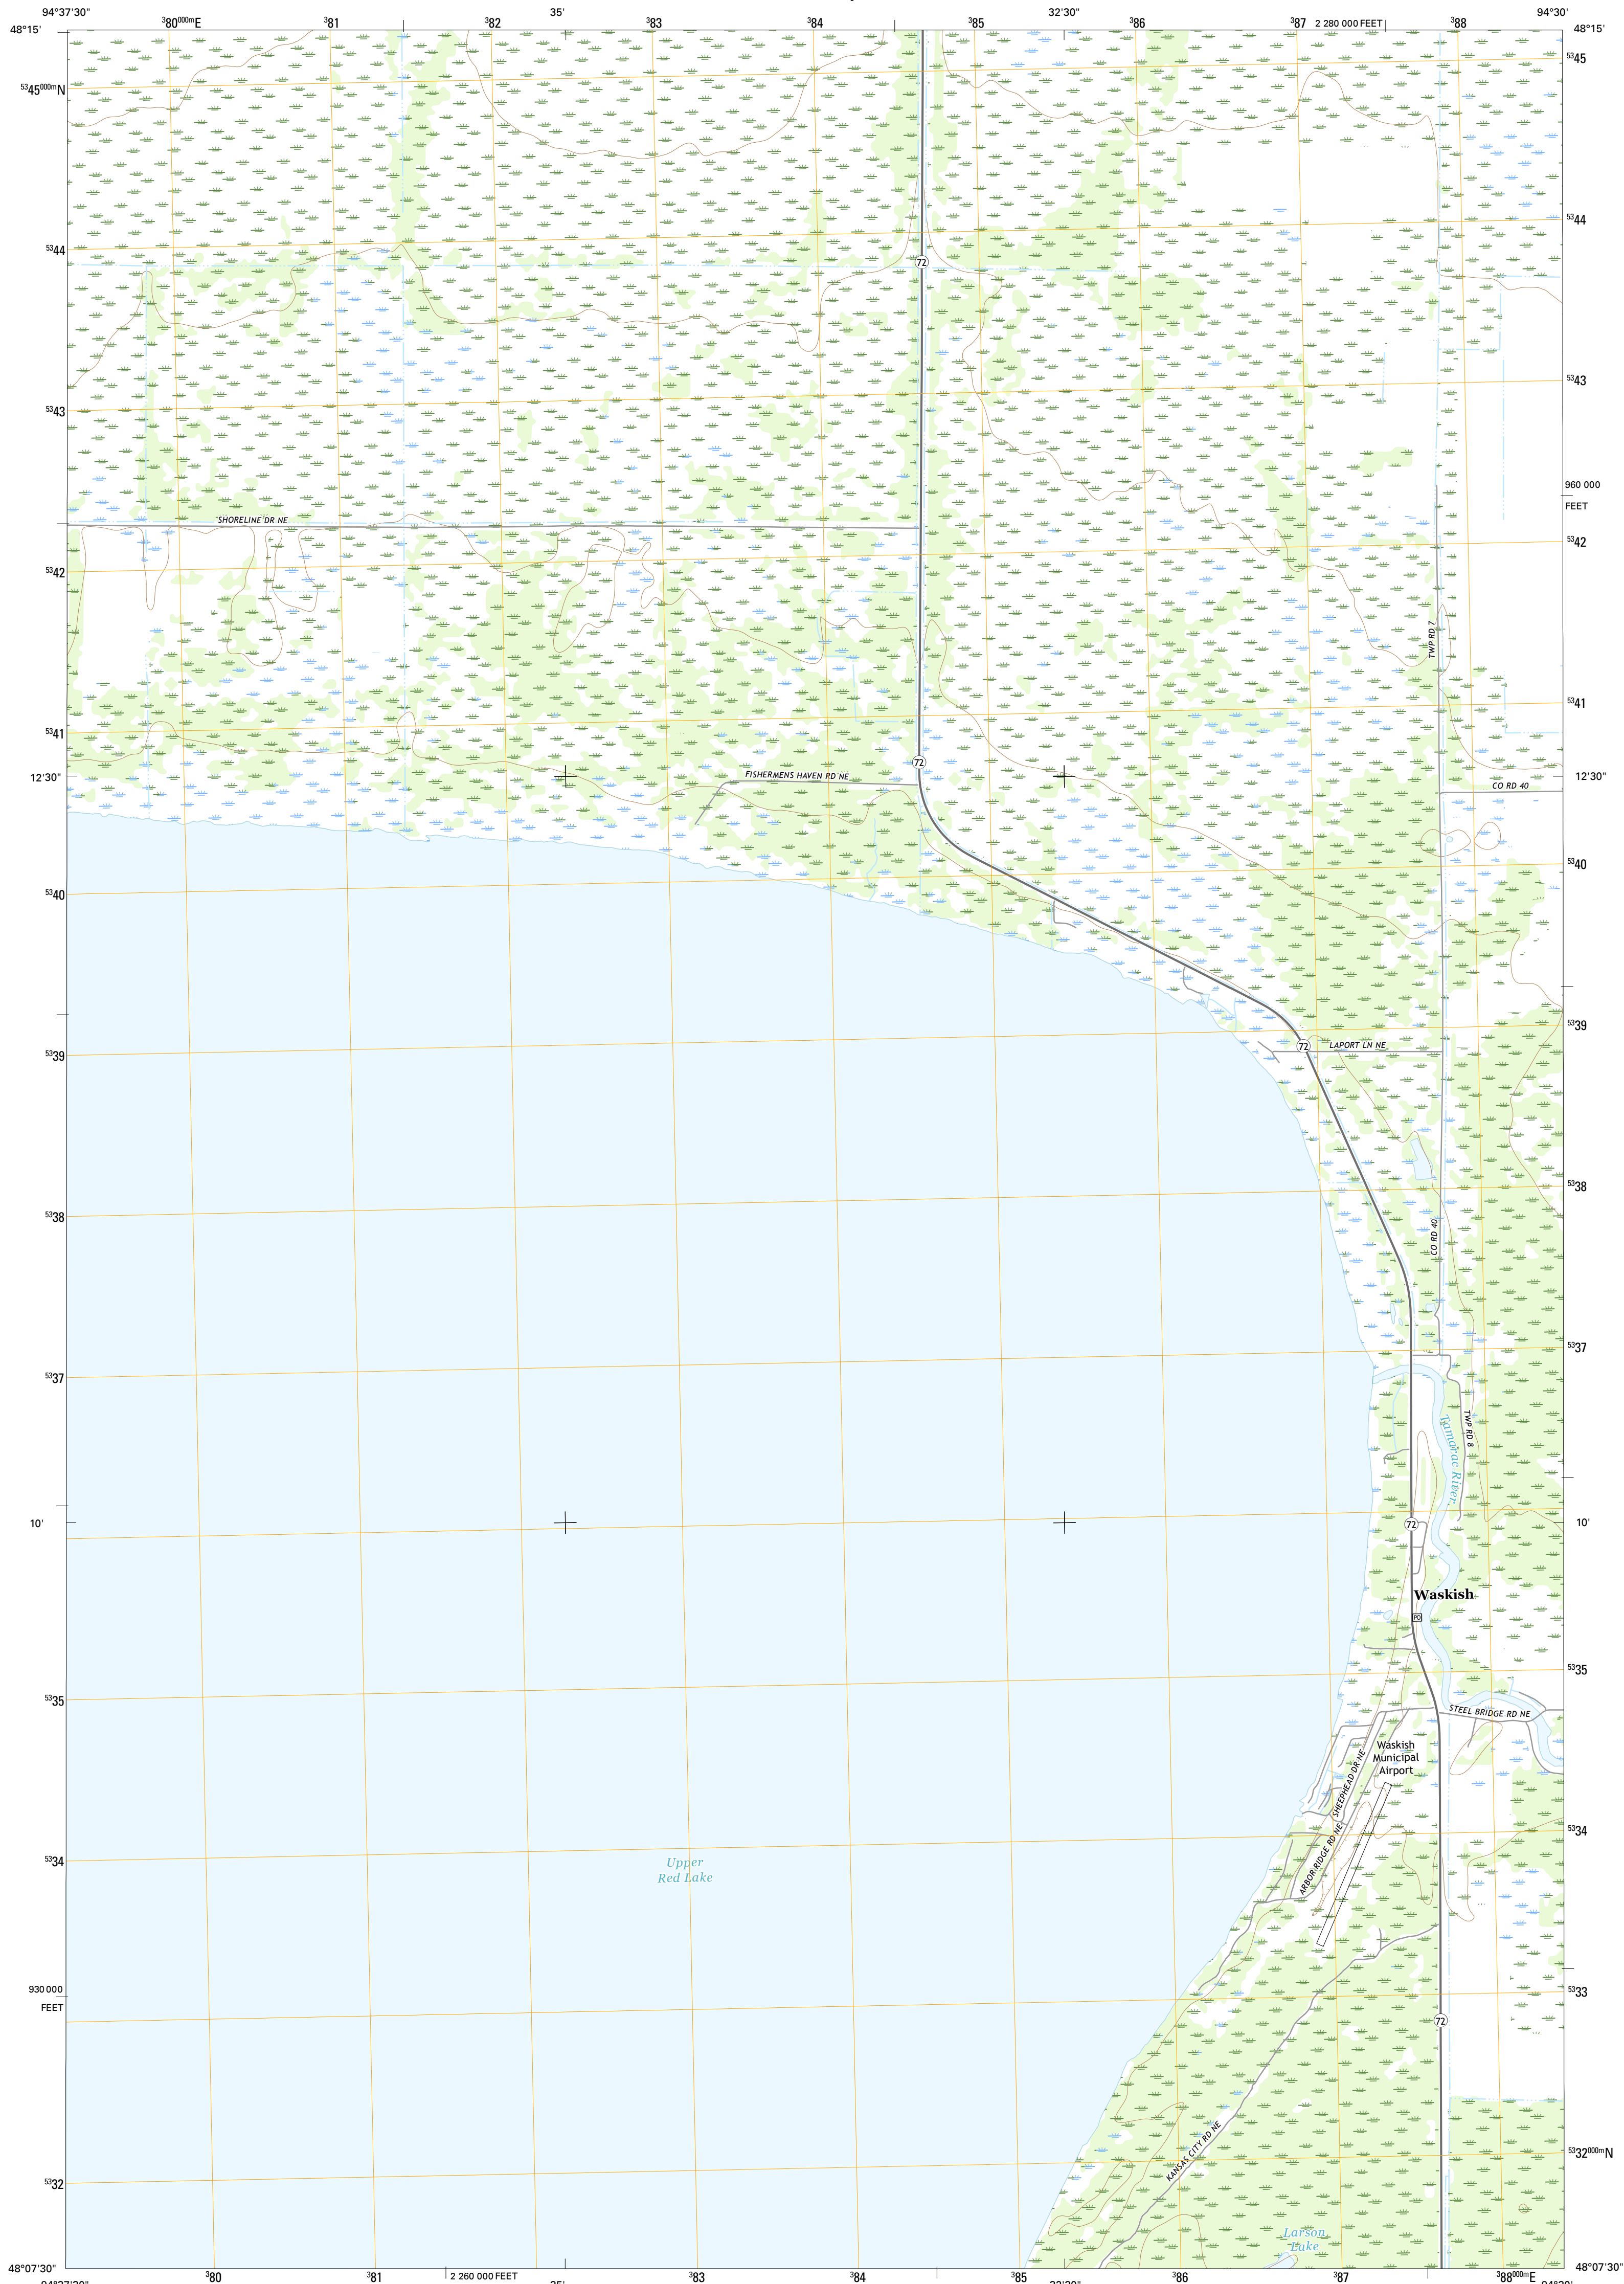 94°37'30"
³80⁰⁰⁰ᵐE
³81
³82
35'
³83
³84
³85
32'30"
³86
³87
2 280 000 FEET
³88
94°30'
48°15'
48°15'
⁵³45⁰⁰⁰ᵐN
⁵³45
⁵³44
⁵³44
72
⁵³43
⁵³43
960 000
FEET
SHORELINE DR NE
⁵³42
⁵³42
TWP RD 7
⁵³41
⁵³41
72
12'30"
FISHERMENS HAVEN RD NE
12'30"
CO RD 40
⁵³40
⁵³40
⁵³39
⁵³39
72
LAPORT LN NE
⁵³38
⁵³38
CO RD 40
⁵³37
⁵³37
TWP RD 8
Tamarac River
10'
72
10'
Waskish
PO
⁵³35
⁵³35
STEEL BRIDGE RD NE
Waskish
Municipal
Airport
SHEEPHEAD DR NE
ARBOR RIDGE RD NE
⁵³34
⁵³34
Upper
Red Lake
930 000
FEET
⁵³33
72
KANSAS CITY RD NE
⁵³32
⁵³32⁰⁰⁰ᵐN
Larson
Lake
48°07'30"
48°07'30"
³80
³81
2 260 000 FEET
³83
³84
³85
³86
³87
³88⁰⁰⁰ᵐE